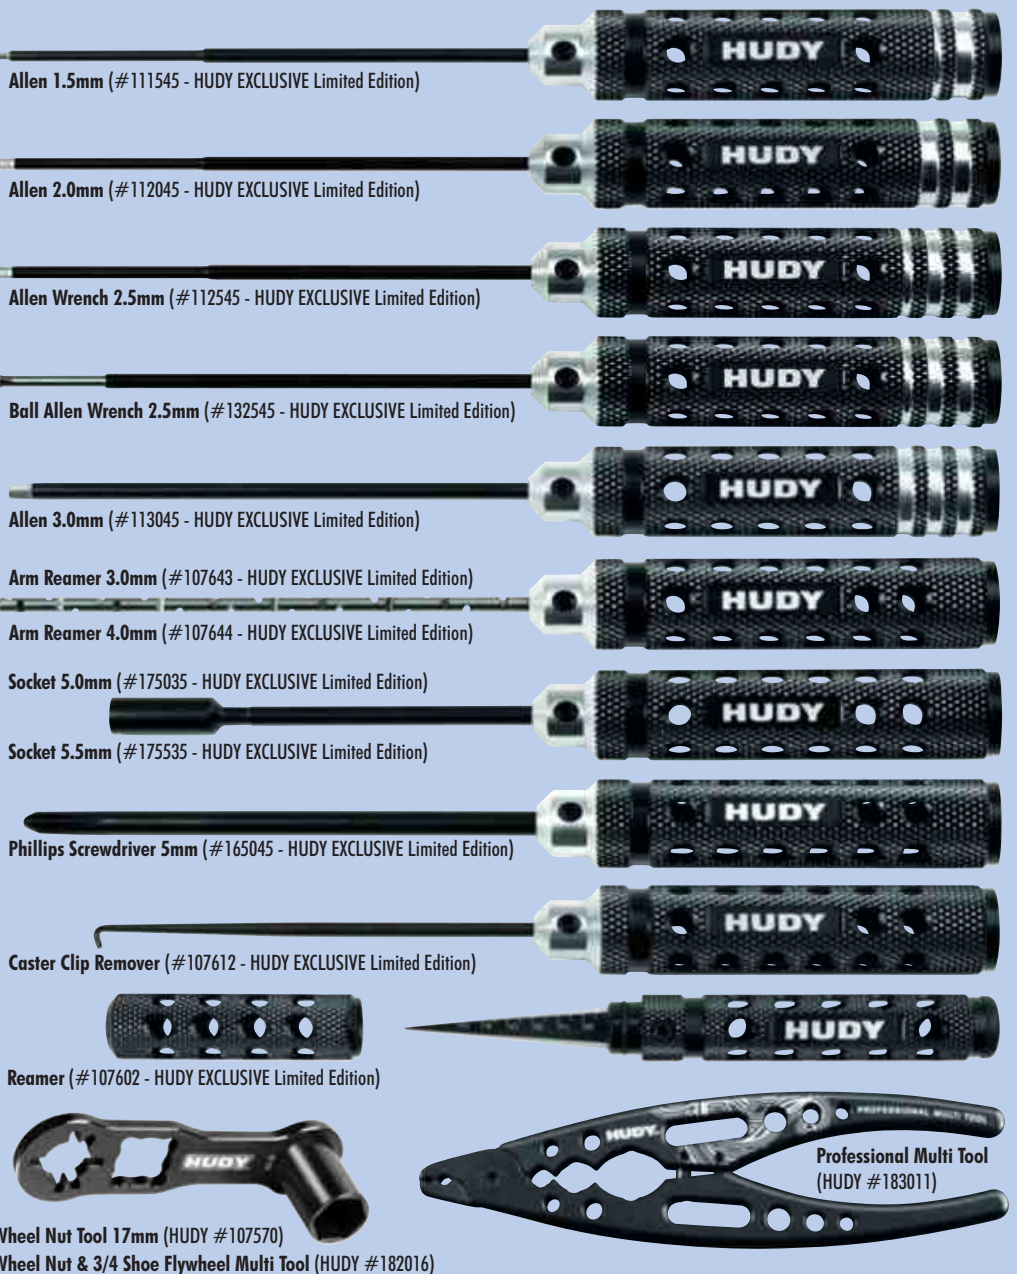 HUDY
Allen 1.5mm (#111545 - HUDY EXCLUSIVE Limited Edition)
HUDY
Allen 2.0mm (#112045 - HUDY EXCLUSIVE Limited Edition)
HUDY
Allen Wrench 2.5mm (#112545 - HUDY EXCLUSIVE Limited Edition)
HUDY
Ball Allen Wrench 2.5mm (#132545 - HUDY EXCLUSIVE Limited Edition)
HUDY
Allen 3.0mm (#113045 - HUDY EXCLUSIVE Limited Edition)
Arm Reamer 3.0mm (#107643 - HUDY EXCLUSIVE Limited Edition)
HUDY
Arm Reamer 4.0mm (#107644 - HUDY EXCLUSIVE Limited Edition)
Socket 5.0mm (#175035 - HUDY EXCLUSIVE Limited Edition)
HUDY
Socket 5.5mm (#175535 - HUDY EXCLUSIVE Limited Edition)
HUDY
Phillips Screwdriver 5mm (#165045 - HUDY EXCLUSIVE Limited Edition)
HUDY
Caster Clip Remover (#107612 - HUDY EXCLUSIVE Limited Edition)
HUDY
Reamer (#107602 - HUDY EXCLUSIVE Limited Edition)
PROFESSIONAL MULTI TOOL
HUDY
HUDY
Professional Multi Tool
(HUDY #183011)
Wheel Nut Tool 17mm (HUDY #107570)
Wheel Nut & 3/4 Shoe Flywheel Multi Tool (HUDY #182016)